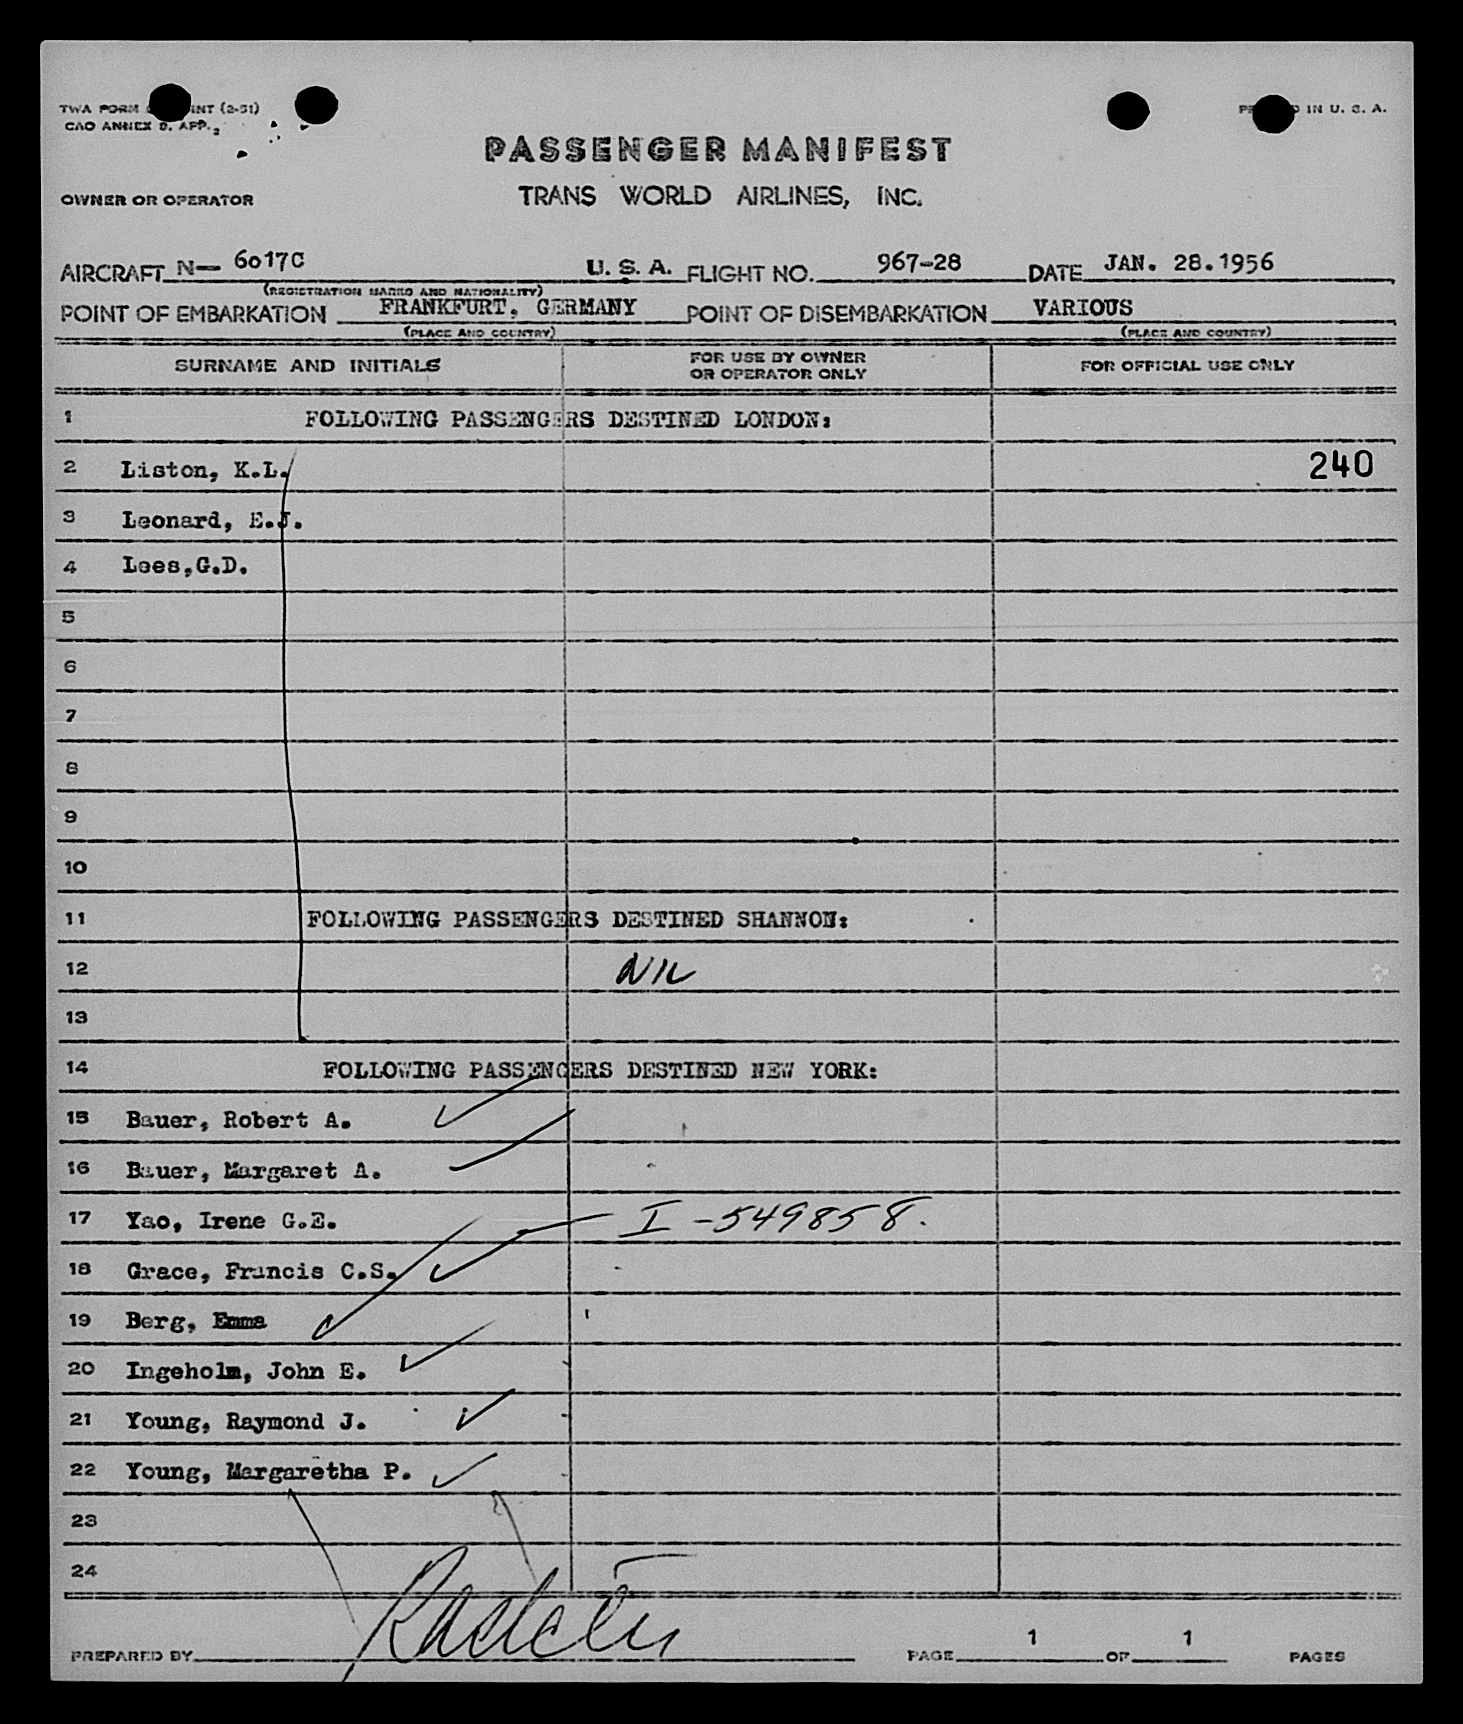 TWA FORM INT (2-51)
PRINTED IN U. S. A.
CAO ANNEX 9. APP. 2
PASSENGER MANIFEST
OWNER OR OPERATOR
TRANS WORLD AIRLINES, INC.
AIRCRAFT N— 6017C U. S. A. FLIGHT NO. 967-28 DATE JAN. 28.1956
(REGISTRATION MARKS AND NATIONALITY)
POINT OF EMBARKATION FRANKFURT, GERMANY POINT OF DISEMBARKATION VARIOUS
(PLACE AND COUNTRY) (PLACE AND COUNTRY)
SURNAME AND INITIALS FOR USE BY OWNER OR OPERATOR ONLY FOR OFFICIAL USE ONLY
1 FOLLOWING PASSENGERS DESTINED LONDON:
2 Liston, K.L. 240
3 Leonard, E.J.
4 Lees,G.D.
5
6
7
8
9
10
11 FOLLOWING PASSENGERS DESTINED SHANNON:
12 NIL
13
14 FOLLOWING PASSENGERS DESTINED NEW YORK:
15 Bauer, Robert A.
16 Bauer, Margaret A.
17 Yao, Irene G.E. I-549858.
18 Grace, Francis C.S.
19 Berg, Emma
20 Ingeholm, John E.
21 Young, Raymond J.
22 Young, Margaretha P.
23
24
PREPARED BY PAGE 1 OF 1 PAGES